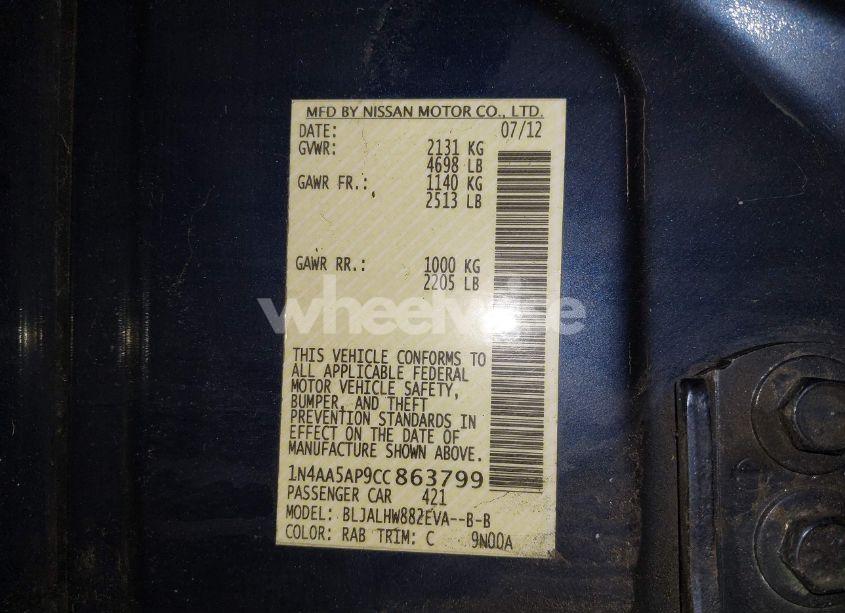 MFD BY NISSAN MOTOR CO., LTD.
DATE: 07/12
GVWR: 2131 KG
4698 LB
GAWR FR.: 1140 KG
2513 LB
GAWR RR.: 1000 KG
2205 LB
THIS VEHICLE CONFORMS TO
ALL APPLICABLE FEDERAL
MOTOR VEHICLE SAFETY,
BUMPER, AND THEFT
PREVENTION STANDARDS IN
EFFECT ON THE DATE OF
MANUFACTURE SHOWN ABOVE.
1N4AA5AP9CC863799
PASSENGER CAR 421
MODEL: BLJALHW882EVA--B-B
COLOR: RAB TRIM: C 9N00A